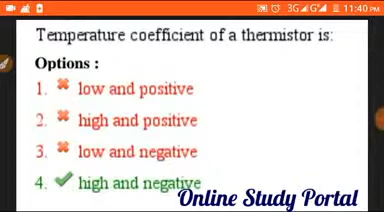 3G 4G 11:40 PM
Temperature coefficient of a thermistor is:
Options :
1. low and positive
2. high and positive
3. low and negative
4. high and negative
Online Study Portal